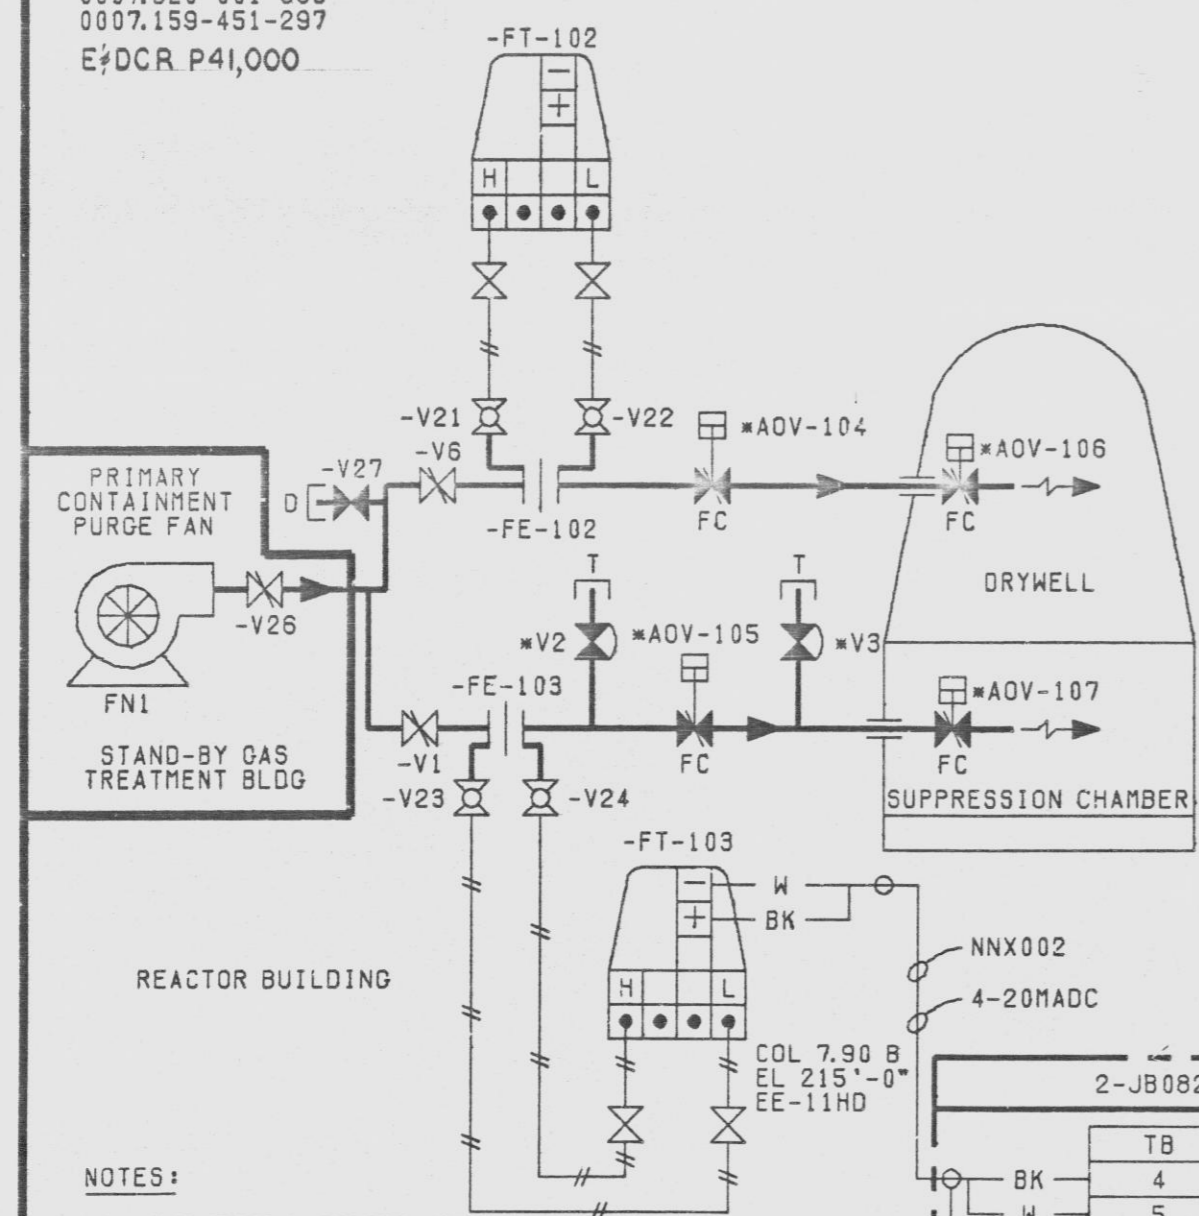 0007.159-451-297
E&DCR P41,000
-FT-102
−
+
H L
-V21
-V22
*AOV-104
*AOV-106
-V6
-V27
PRIMARY
CONTAINMENT
PURGE FAN
D
-FE-102
FC
FC
T
T
DRYWELL
-V26
*V2
*AOV-105
*V3
-FE-103
*AOV-107
FN1
STAND-BY GAS
TREATMENT BLDG
-V1
FC
FC
-V23
-V24
SUPPRESSION CHAMBER
-FT-103
−
W
+
BK
NNX002
REACTOR BUILDING
H L
4-20MADC
COL 7.90 B
EL 215'-0"
EE-11HD
2-JB082
TB
NOTES:
BK
4
W
5